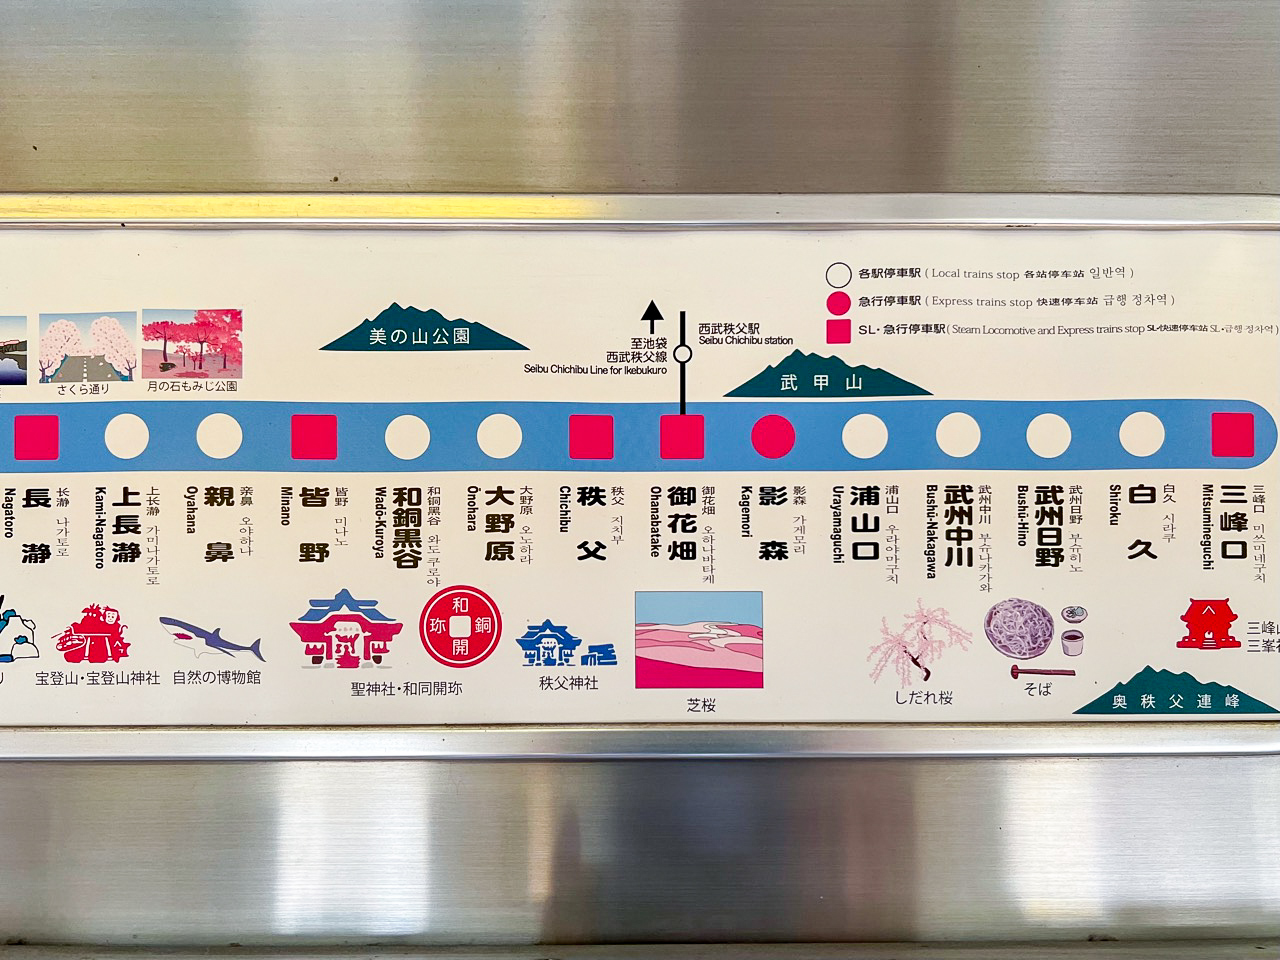 各駅停車駅 ( Local trains stop 各站停车站 일반역 )
急行停車駅 ( Express trains stop 快速停车站 급행 정차역 )
SL・急行停車駅( Steam Locomotive and Express trains stop SL・快速停车站 SL・급행 정차역 )
さくら通り
月の石もみじ公園
美の山公園
至池袋
西武秩父線
Seibu Chichibu Line for Ikebukuro
西武秩父駅
Seibu Chichibu station
武甲山
Nagatoro 長瀞 长瀞 나가토로
Kami-Nagatoro 上長瀞 上长瀞 가미나가토로
Oyahana 親鼻 亲鼻 오야하나
Minano 皆野 皆野 미나노
Wadō-Kuroya 和銅黒谷 和铜黑谷 와도쿠로야
Ōnohara 大野原 大野原 오노하라
Chichibu 秩父 秩父 지치부
Ohanabatake 御花畑 御花畑 오하나바타케
Kagemori 影森 影森 가게모리
Urayamaguchi 浦山口 浦山口 우라야마구치
Bushū-Nakagawa 武州中川 武州中川 부슈나카가와
Bushū-Hino 武州日野 武州日野 부슈히노
Shiroku 白久 白久 시라쿠
Mitsumineguchi 三峰口 三峰口 미쓰미네구치
り
宝登山・宝登山神社
自然の博物館
聖神社・和同開珎
和
銅
開
珎
秩父神社
芝桜
しだれ桜
そば
三峰山
三峯神
奥秩父連峰